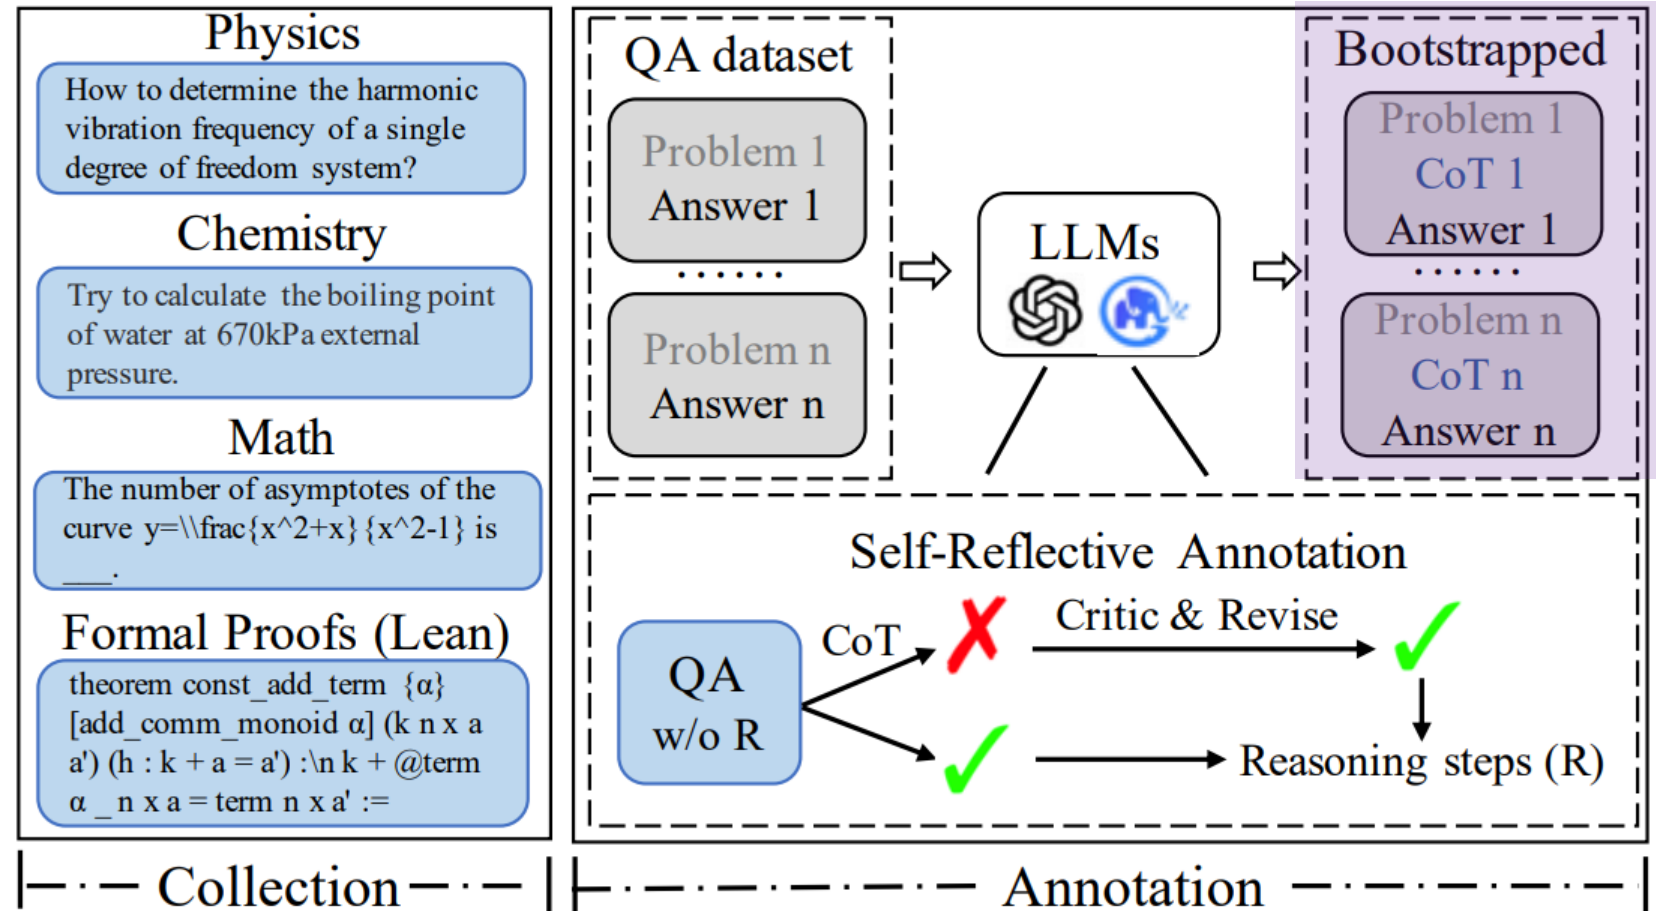 Physics
How to determine the harmonic
vibration frequency of a single
degree of freedom system?
Chemistry
Try to calculate the boiling point
of water at 670kPa external
pressure.
Math
The number of asymptotes of the
curve y=\\frac{x^2+x}{x^2-1} is
___.
Formal Proofs (Lean)
theorem const_add_term {α}
[add_comm_monoid α] (k n x a
a') (h : k + a = a') :\n k + @term
α _ n x a = term n x a' :=
Collection
QA dataset
Problem 1
Answer 1
......
Problem n
Answer n
LLMs
Bootstrapped
Problem 1
CoT 1
Answer 1
......
Problem n
CoT n
Answer n
Self-Reflective Annotation
QA
w/o R
CoT
Critic & Revise
Reasoning steps (R)
Annotation